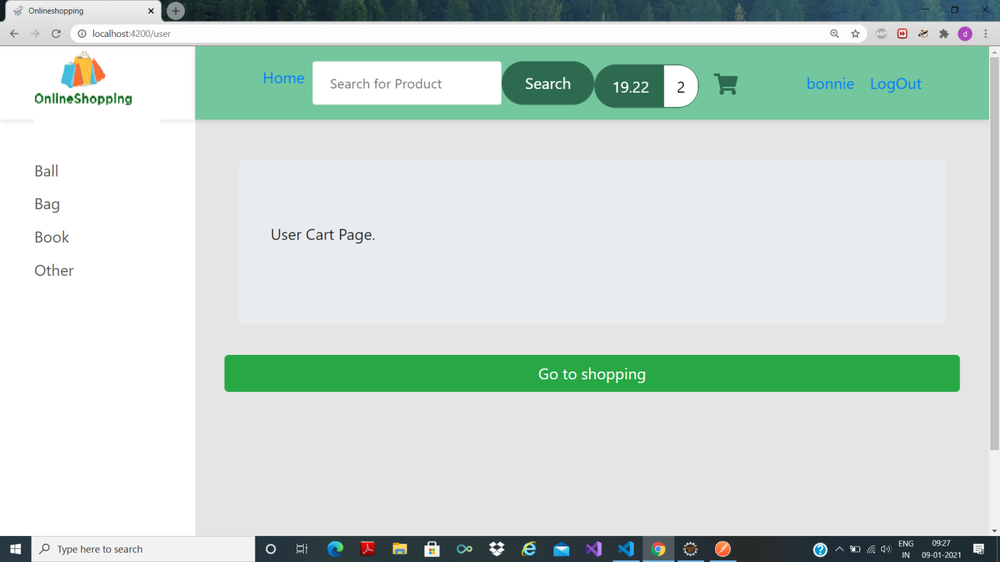 Onlineshopping
localhost:4200/user
ABP
d
OnlineShopping
Home
Search for Product
Search
19.22
2
bonnie
LogOut
Ball
Bag
Book
Other
User Cart Page.
Go to shopping
Type here to search
ENG
IN
09:27
09-01-2021